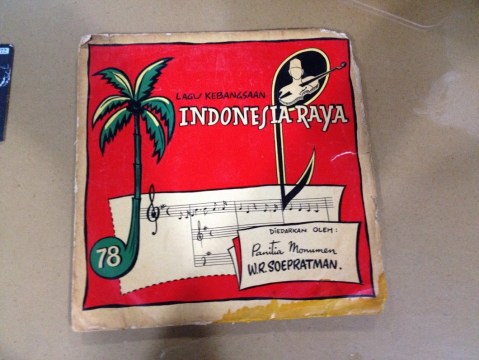 LAGU KEBANGSAAN
INDONESIA RAYA
78
DIEDARKAN OLEH:
Panitia Monumen
W.R. SOEPRATMAN.